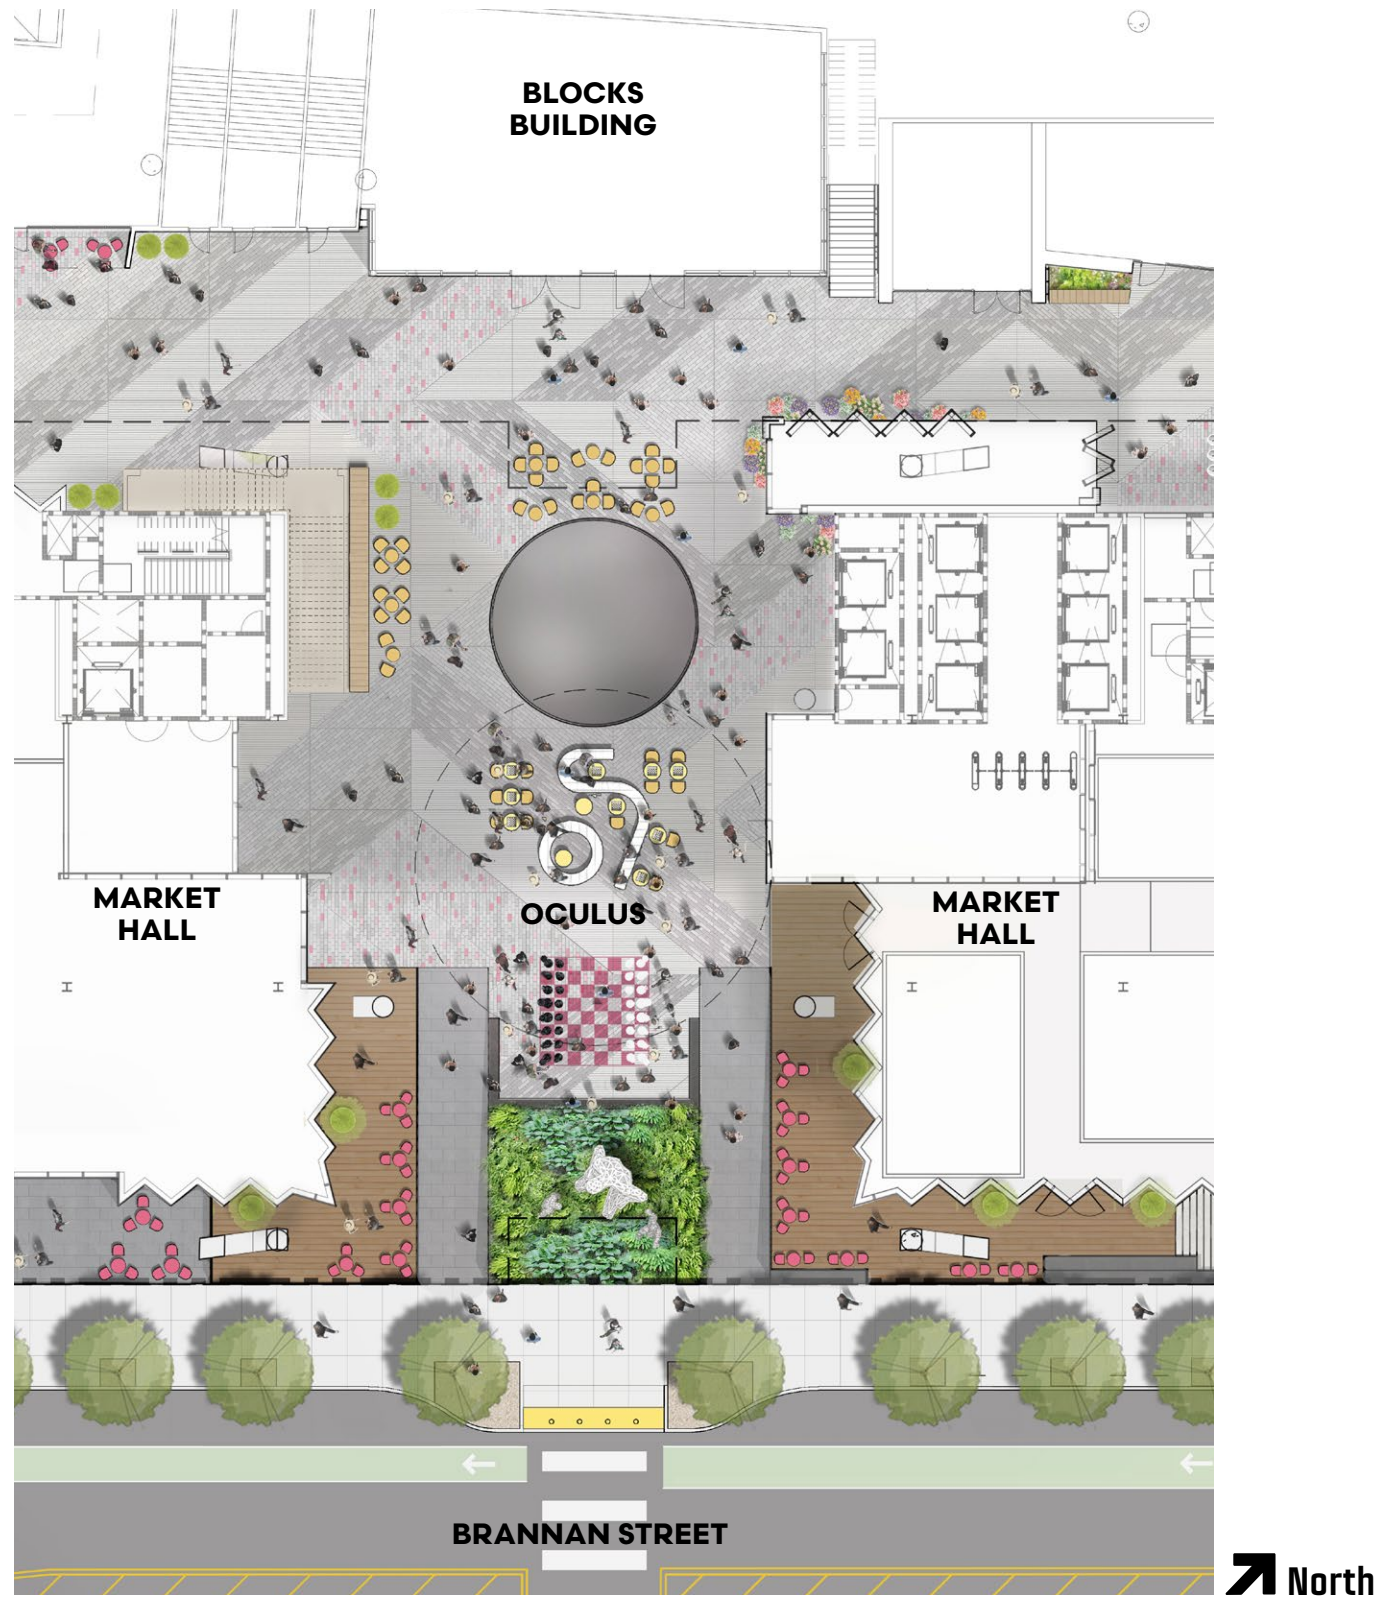 BLOCKS
BUILDING
MARKET
HALL
OCULUS
MARKET
HALL
BRANNAN STREET
North